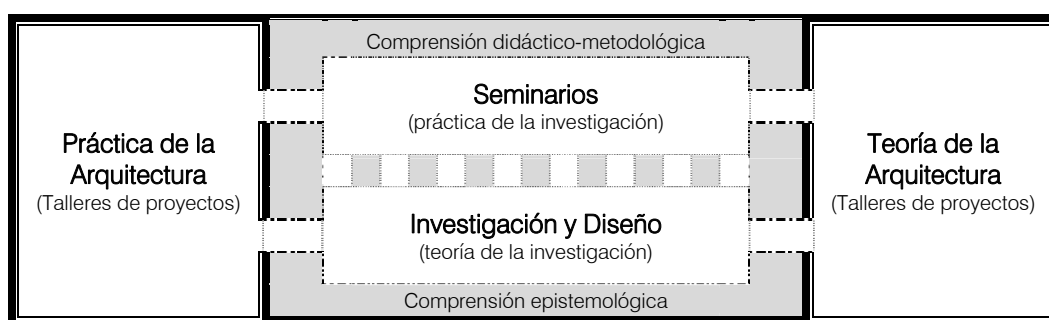 Comprensión didáctico-metodológica
Seminarios
(práctica de la investigación)
Práctica de la
Arquitectura
(Talleres de proyectos)
Teoría de la
Arquitectura
(Talleres de proyectos)
Investigación y Diseño
(teoría de la investigación)
Comprensión epistemológica